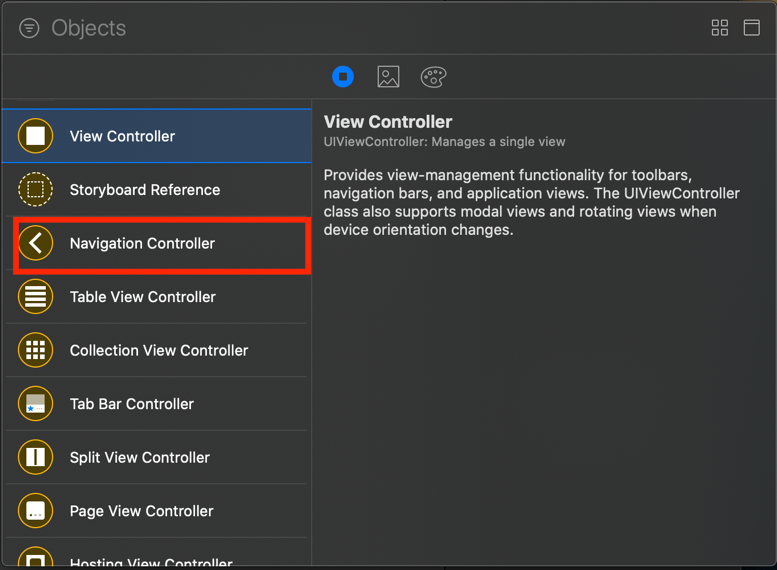 Objects
View Controller
Storyboard Reference
Navigation Controller
Table View Controller
Collection View Controller
Tab Bar Controller
Split View Controller
Page View Controller
Hosting View Controller
View Controller
UIViewController: Manages a single view
Provides view-management functionality for toolbars,
navigation bars, and application views. The UIViewController
class also supports modal views and rotating views when
device orientation changes.